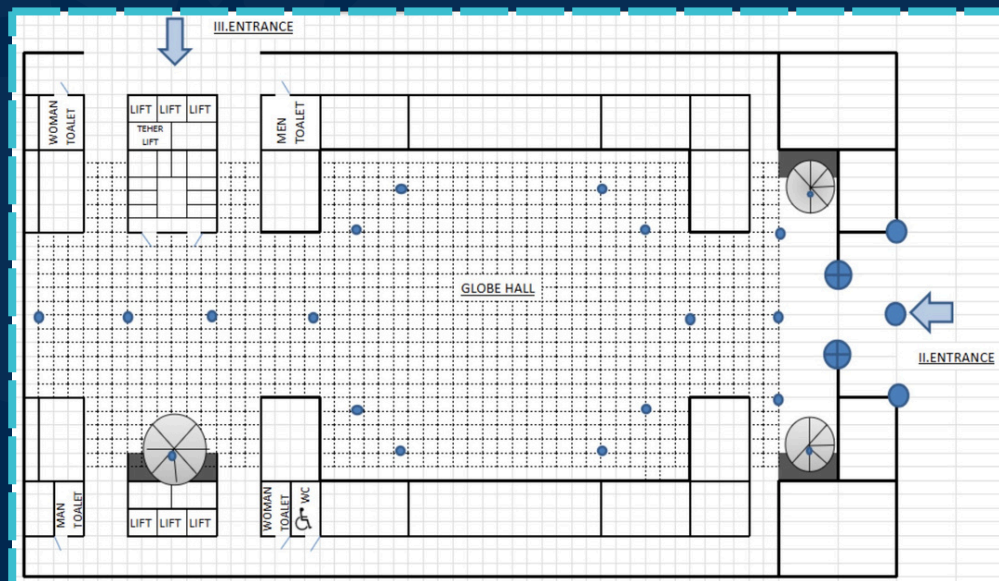 III.ENTRANCE
WOMAN
TOALET
LIFT
LIFT
LIFT
TEHER
LIFT
MEN
TOALET
GLOBE HALL
II.ENTRANCE
MAN
TOALET
LIFT
LIFT
LIFT
WOMAN
TOALET
WC